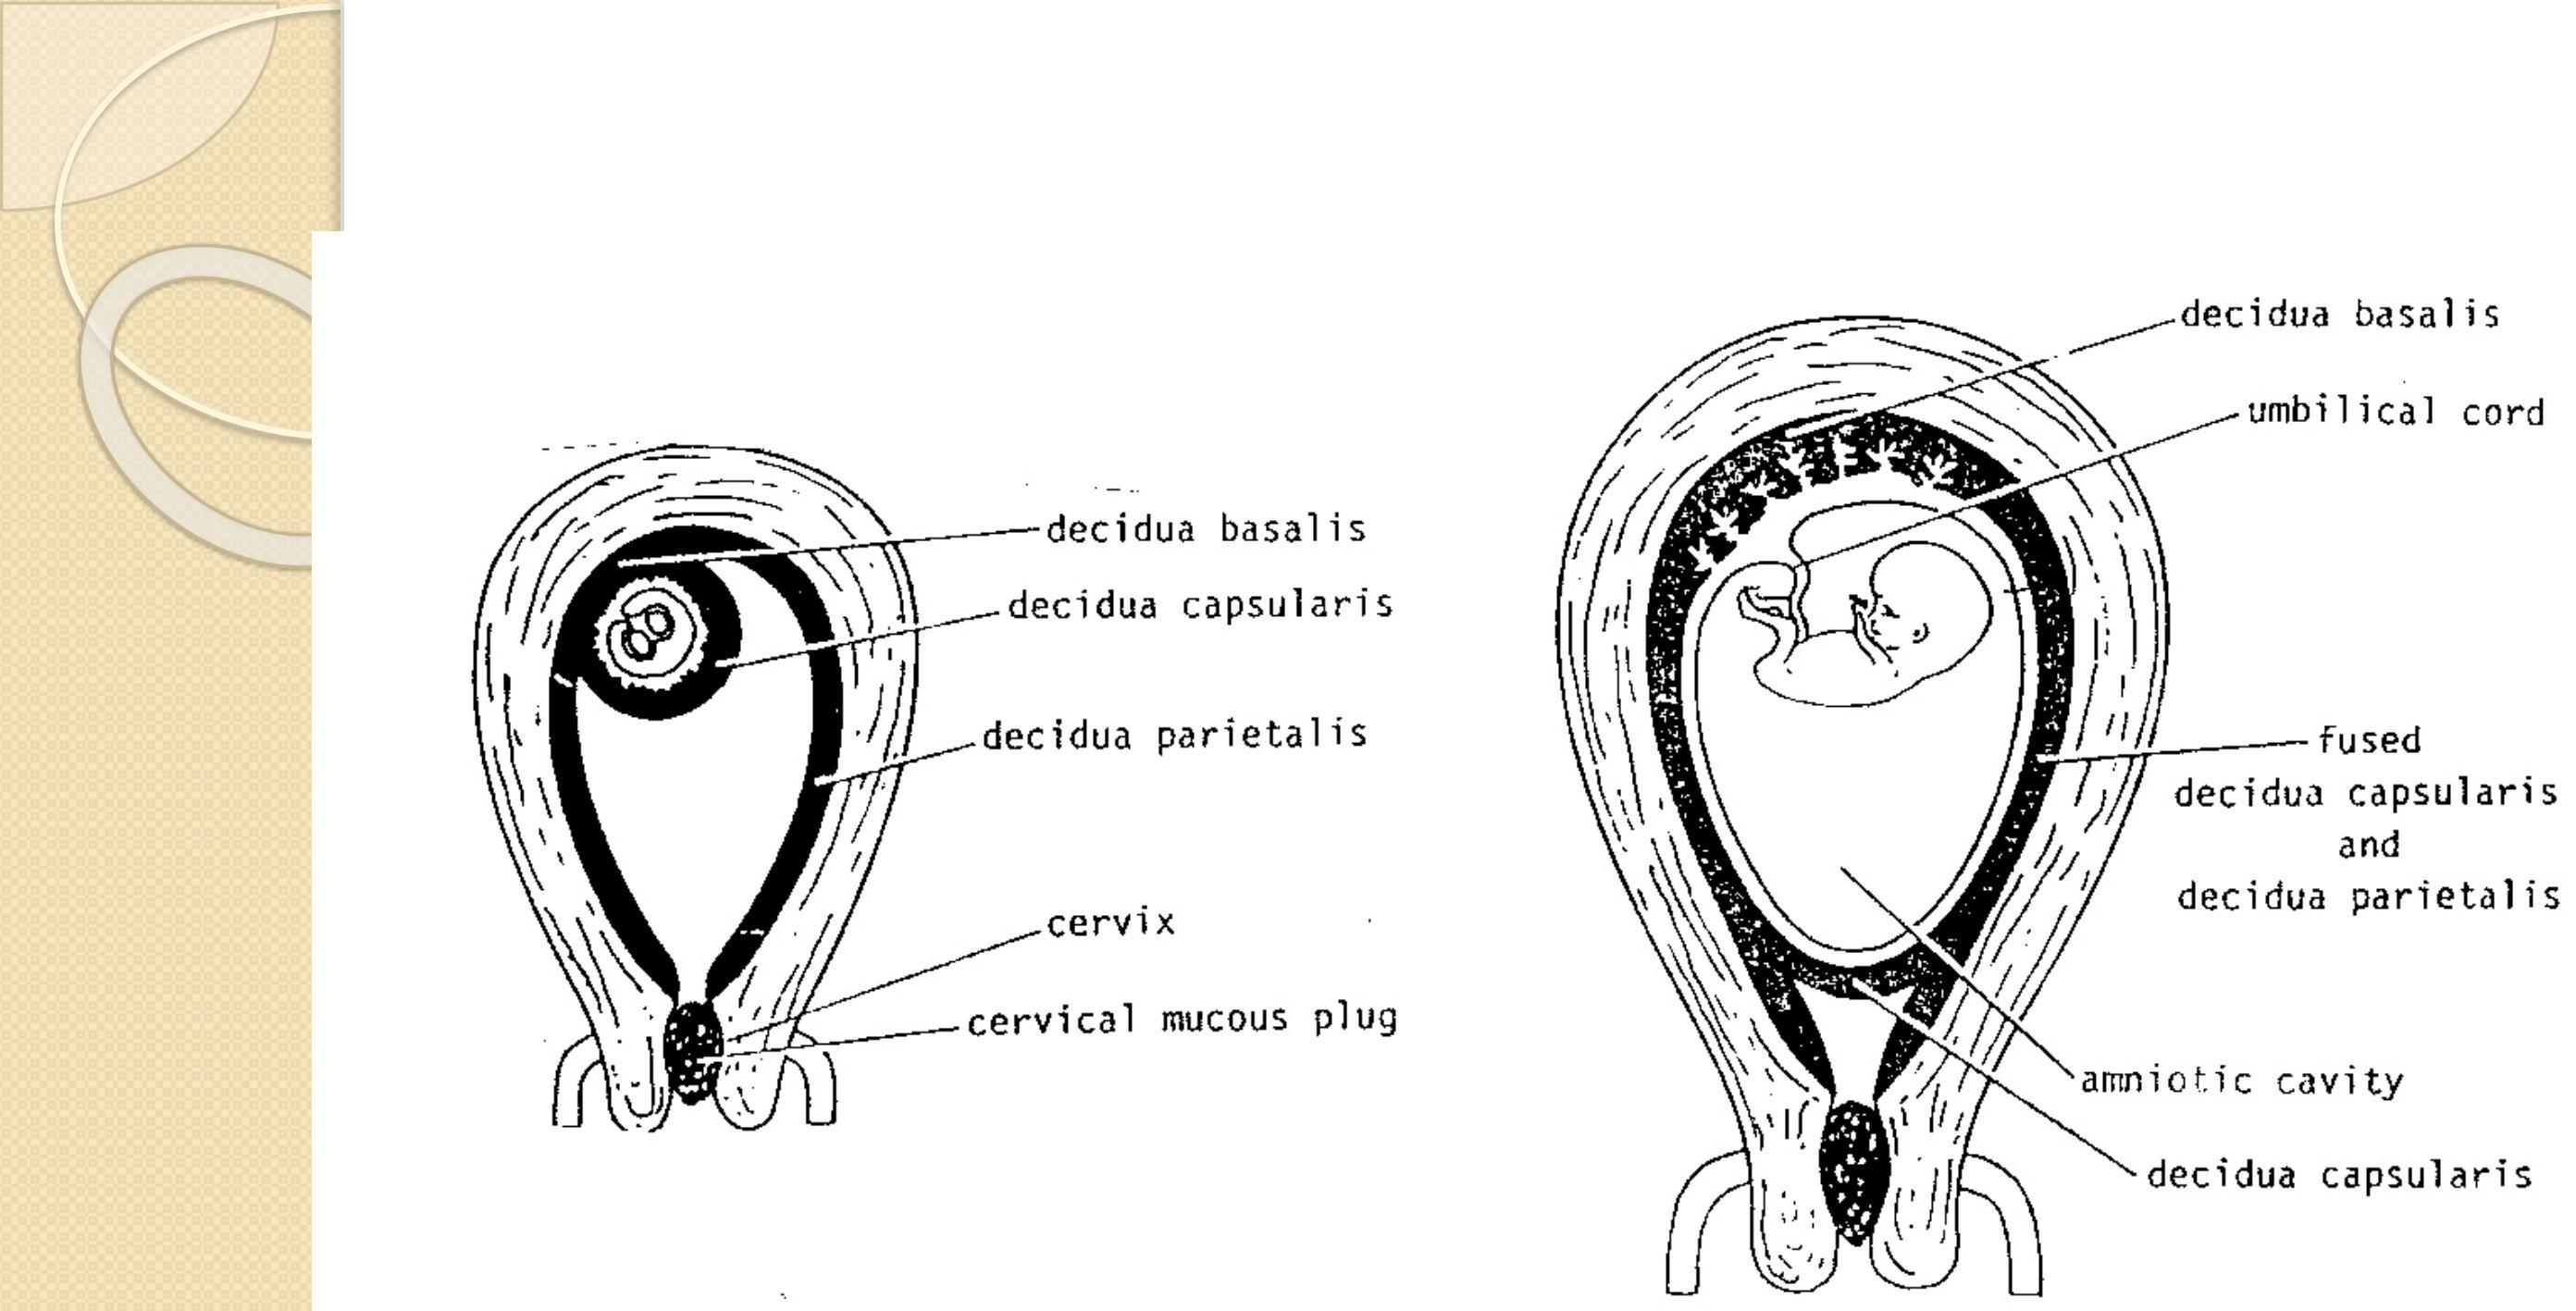 decidua basalis
decidua capsularis
decidua parietalis
cervix
cervical mucous plug
decidua basalis
umbilical cord
fused
decidua capsularis
and
decidua parietalis
amniotic cavity
decidua capsularis